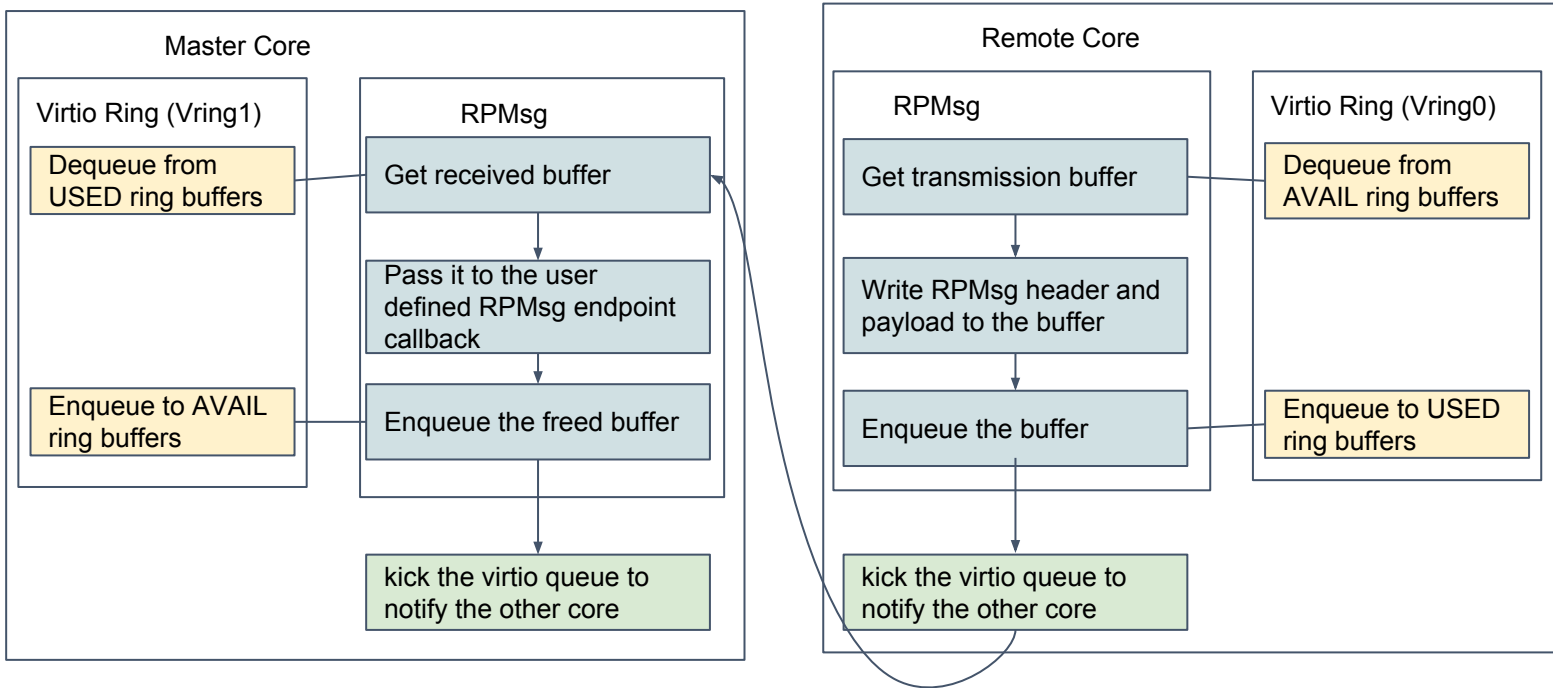 Master Core
Virtio Ring (Vring1)
RPMsg
Dequeue from
USED ring buffers
Get received buffer
Pass it to the user
defined RPMsg endpoint
callback
Enqueue to AVAIL
ring buffers
Enqueue the freed buffer
kick the virtio queue to
notify the other core
Remote Core
RPMsg
Virtio Ring (Vring0)
Get transmission buffer
Dequeue from
AVAIL ring buffers
Write RPMsg header and
payload to the buffer
Enqueue the buffer
Enqueue to USED
ring buffers
kick the virtio queue to
notify the other core